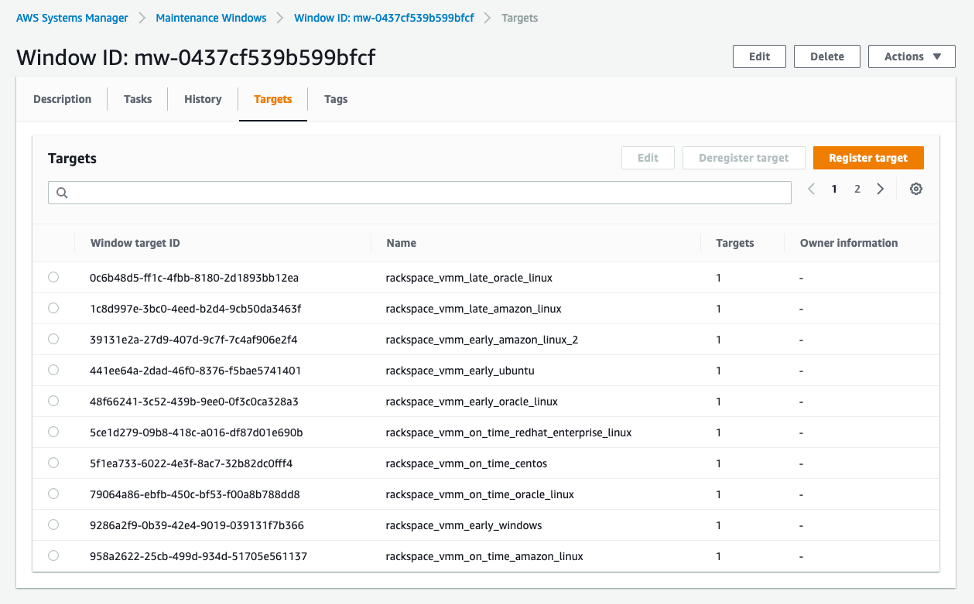 AWS Systems Manager > Maintenance Windows > Window ID: mw-0437cf539b599bfcf > Targets
Window ID: mw-0437cf539b599bfcf
Edit Delete Actions ▼
Description Tasks History Targets Tags
Targets
Edit Deregister target Register target
< 1 2 >
Window target ID Name Targets Owner information
0c6b48d5-ff1c-4fbb-8180-2d1893bb12ea rackspace_vmm_late_oracle_linux 1 -
1c8d997e-3bc0-4eed-b2d4-9cb50da3463f rackspace_vmm_late_amazon_linux 1 -
39131e2a-27d9-407d-9c7f-7c4af906e2f4 rackspace_vmm_early_amazon_linux_2 1 -
441ee64a-2dad-46f0-8376-f5bae5741401 rackspace_vmm_early_ubuntu 1 -
48f66241-3c52-439b-9ee0-0f3c0ca328a3 rackspace_vmm_early_oracle_linux 1 -
5ce1d279-09b8-418c-a016-df87d01e690b rackspace_vmm_on_time_redhat_enterprise_linux 1 -
5f1ea733-6022-4e3f-8ac7-32b82dc0fff4 rackspace_vmm_on_time_centos 1 -
79064a86-ebfb-450c-bf53-f00a8b788dd8 rackspace_vmm_on_time_oracle_linux 1 -
9286a2f9-0b39-42e4-9019-039131f7b366 rackspace_vmm_early_windows 1 -
958a2622-25cb-499d-934d-51705e561137 rackspace_vmm_on_time_amazon_linux 1 -